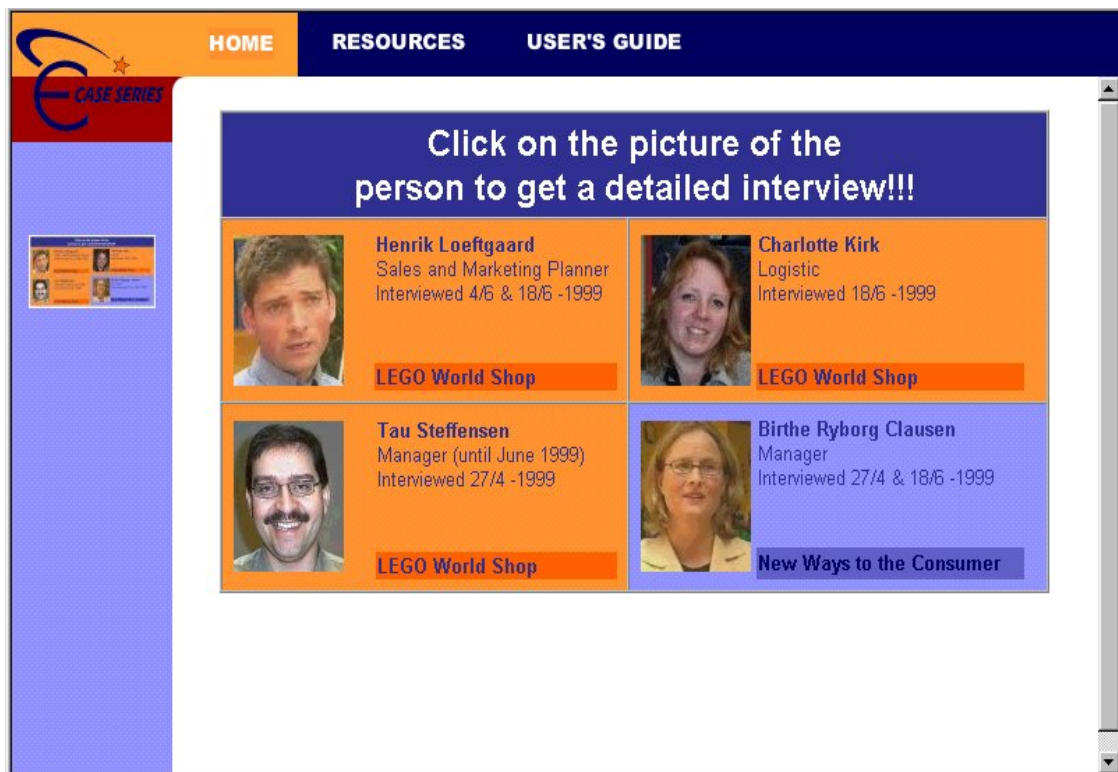 HOME
RESOURCES
USER'S GUIDE
CASE SERIES
Click on the picture of the
person to get a detailed interview!!!
Henrik Loeftgaard
Sales and Marketing Planner
Interviewed 4/6 & 18/6 -1999
LEGO World Shop
Charlotte Kirk
Logistic
Interviewed 18/6 -1999
LEGO World Shop
Tau Steffensen
Manager (until June 1999)
Interviewed 27/4 -1999
LEGO World Shop
Birthe Ryborg Clausen
Manager
Interviewed 27/4 & 18/6 -1999
New Ways to the Consumer